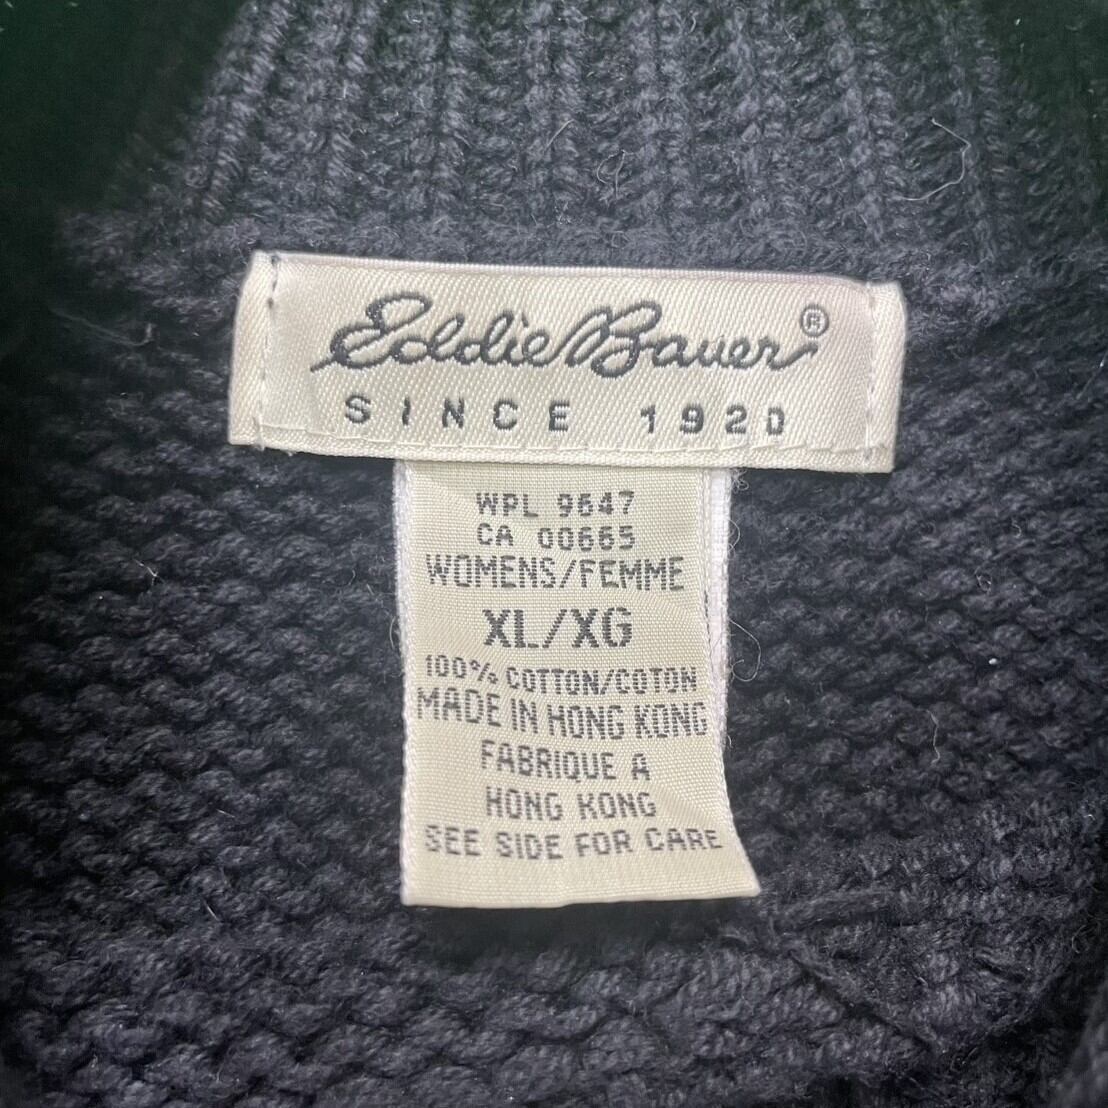 Eddie Bauer®
SINCE 1920
WPL 9647
CA 00665
WOMENS/FEMME
XL/XG
100% COTTON/COTON
MADE IN HONG KONG
FABRIQUE A
HONG KONG
SEE SIDE FOR CARE